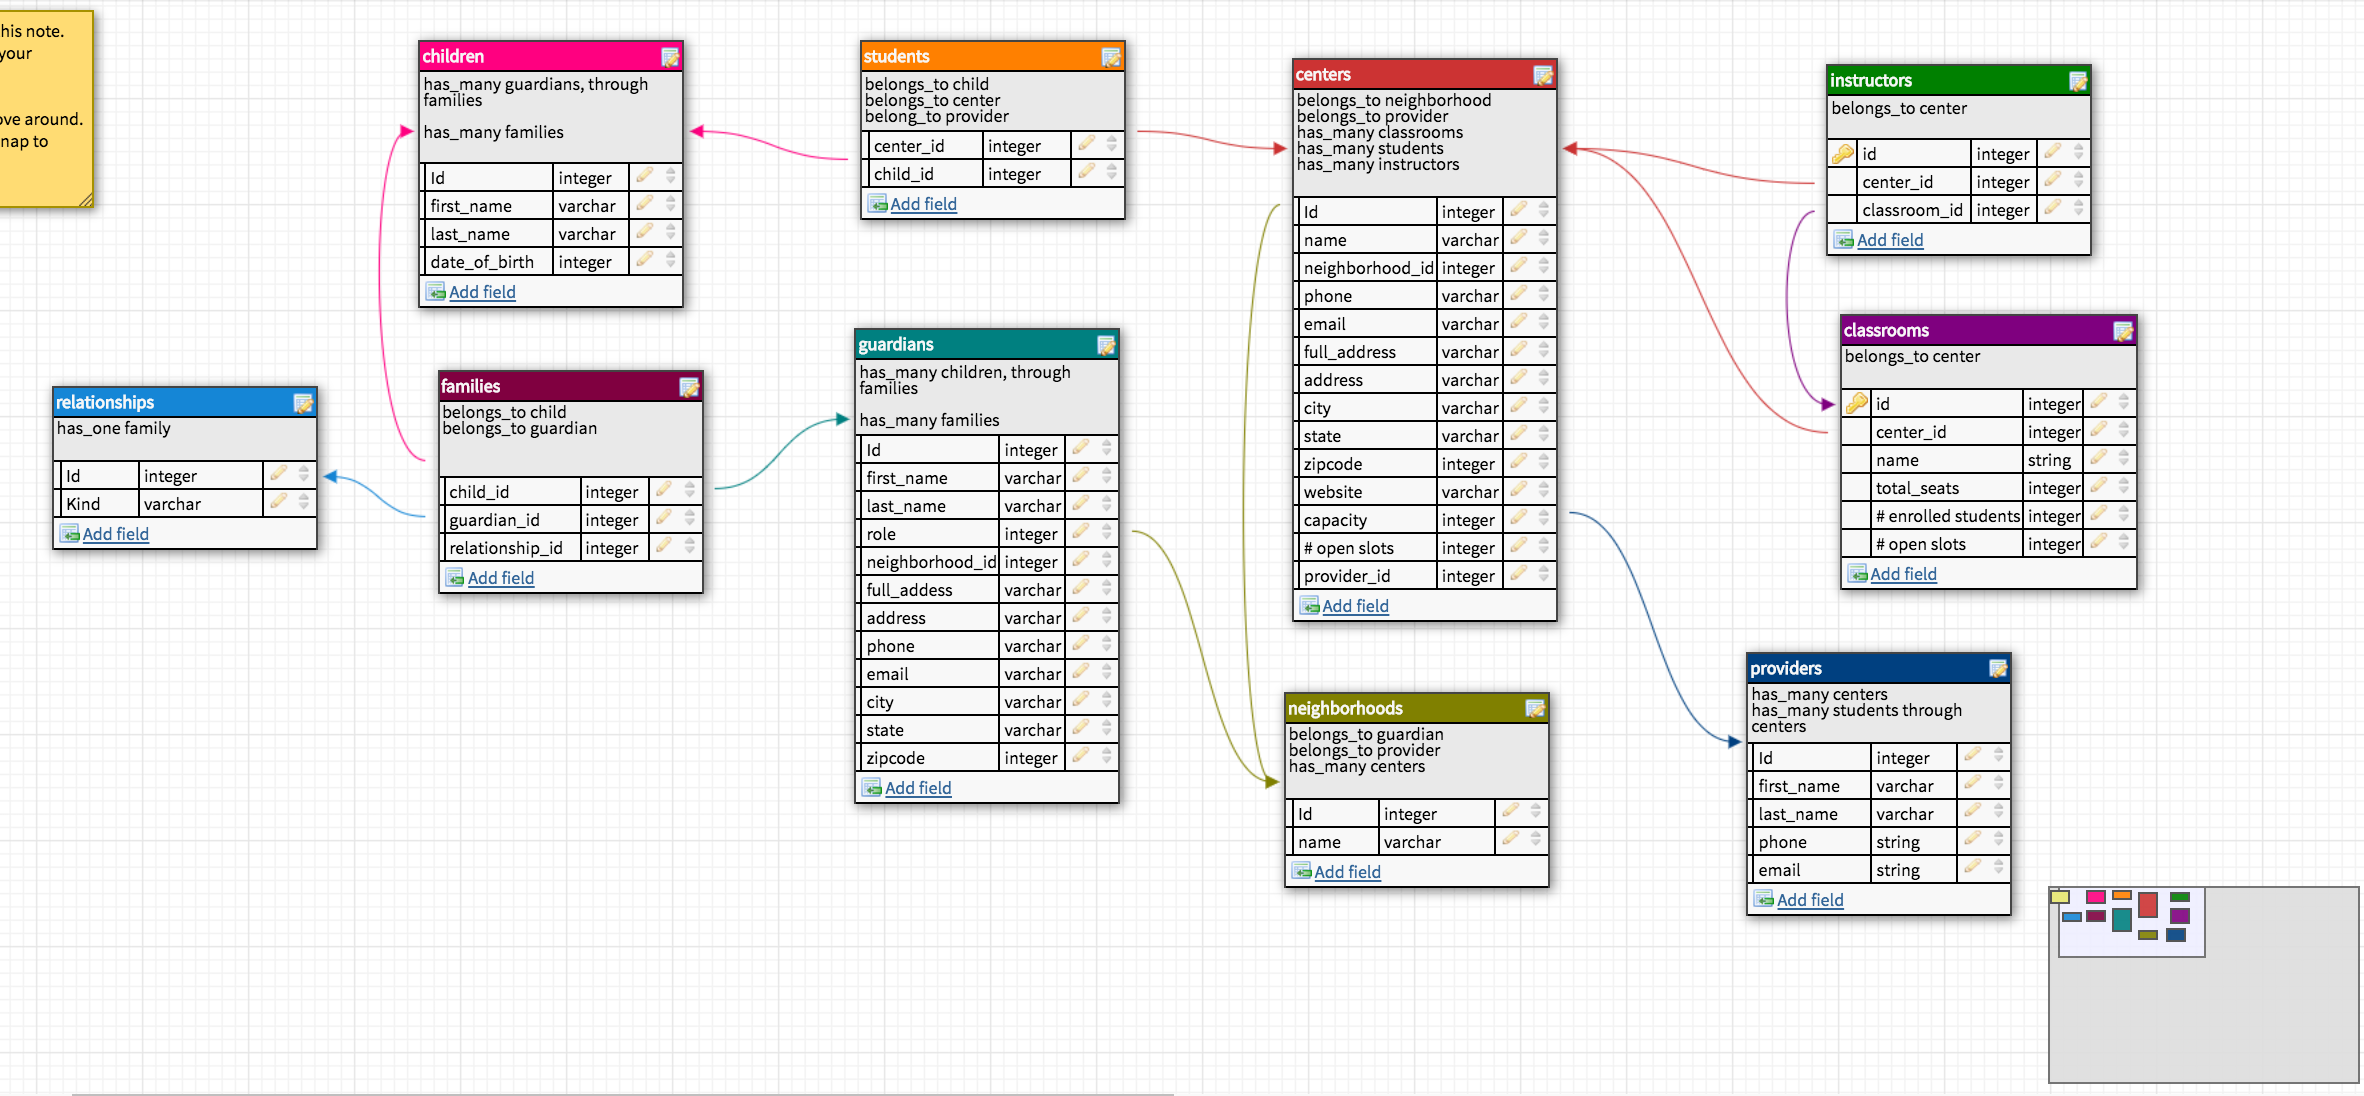 his note.
your
ove around.
nap to
children
has_many guardians, through
families
has_many families
Id integer
first_name varchar
last_name varchar
date_of_birth integer
Add field
students
belongs_to child
belongs_to center
belong_to provider
center_id integer
child_id integer
Add field
centers
belongs_to neighborhood
belongs_to provider
has_many classrooms
has_many students
has_many instructors
Id integer
name varchar
neighborhood_id integer
phone varchar
email varchar
full_address varchar
address varchar
city varchar
state varchar
zipcode integer
website varchar
capacity integer
# open slots integer
provider_id integer
Add field
instructors
belongs_to center
id integer
center_id integer
classroom_id integer
Add field
relationships
has_one family
Id integer
Kind varchar
Add field
families
belongs_to child
belongs_to guardian
child_id integer
guardian_id integer
relationship_id integer
Add field
guardians
has_many children, through
families
has_many families
Id integer
first_name varchar
last_name varchar
role integer
neighborhood_id integer
full_addess varchar
address varchar
phone varchar
email varchar
city varchar
state varchar
zipcode integer
Add field
classrooms
belongs_to center
id integer
center_id integer
name string
total_seats integer
# enrolled students integer
# open slots integer
Add field
neighborhoods
belongs_to guardian
belongs_to provider
has_many centers
Id integer
name varchar
Add field
providers
has_many centers
has_many students through
centers
Id integer
first_name varchar
last_name varchar
phone string
email string
Add field